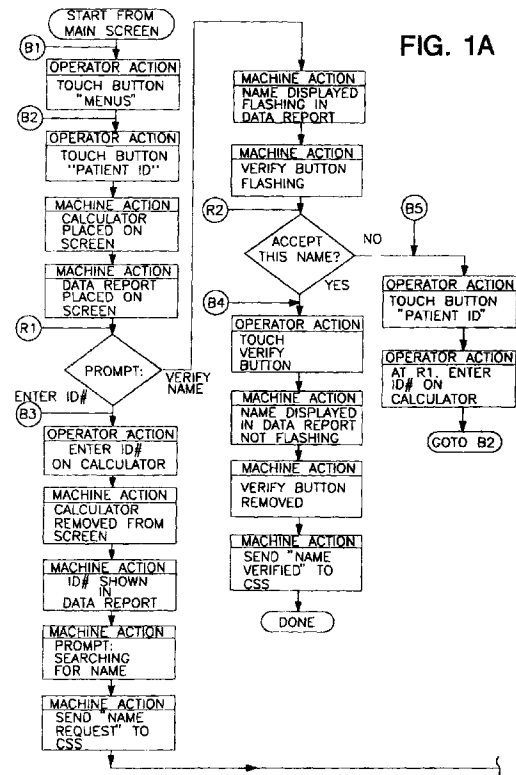 FIG. 1A
START FROM
MAIN SCREEN
B1
OPERATOR ACTION
TOUCH BUTTON
"MENUS"
B2
OPERATOR ACTION
TOUCH BUTTON
"PATIENT ID"
MACHINE ACTION
CALCULATOR
PLACED ON
SCREEN
MACHINE ACTION
DATA REPORT
PLACED ON
SCREEN
R1
PROMPT:
VERIFY
NAME
ENTER ID#
B3
OPERATOR ACTION
ENTER ID#
ON CALCULATOR
MACHINE ACTION
CALCULATOR
REMOVED FROM
SCREEN
MACHINE ACTION
ID# SHOWN
IN
DATA REPORT
MACHINE ACTION
PROMPT:
SEARCHING
FOR NAME
MACHINE ACTION
SEND "NAME
REQUEST" TO
CSS
MACHINE ACTION
NAME DISPLAYED
FLASHING IN
DATA REPORT
MACHINE ACTION
VERIFY BUTTON
FLASHING
R2
ACCEPT
THIS NAME?
NO
YES
B4
OPERATOR ACTION
TOUCH
VERIFY
BUTTON
MACHINE ACTION
NAME DISPLAYED
IN DATA REPORT
NOT FLASHING
MACHINE ACTION
VERIFY BUTTON
REMOVED
MACHINE ACTION
SEND "NAME
VERIFIED" TO
CSS
DONE
B5
OPERATOR ACTION
TOUCH BUTTON
"PATIENT ID"
OPERATOR ACTION
AT R1, ENTER
ID# ON
CALCULATOR
GOTO B2